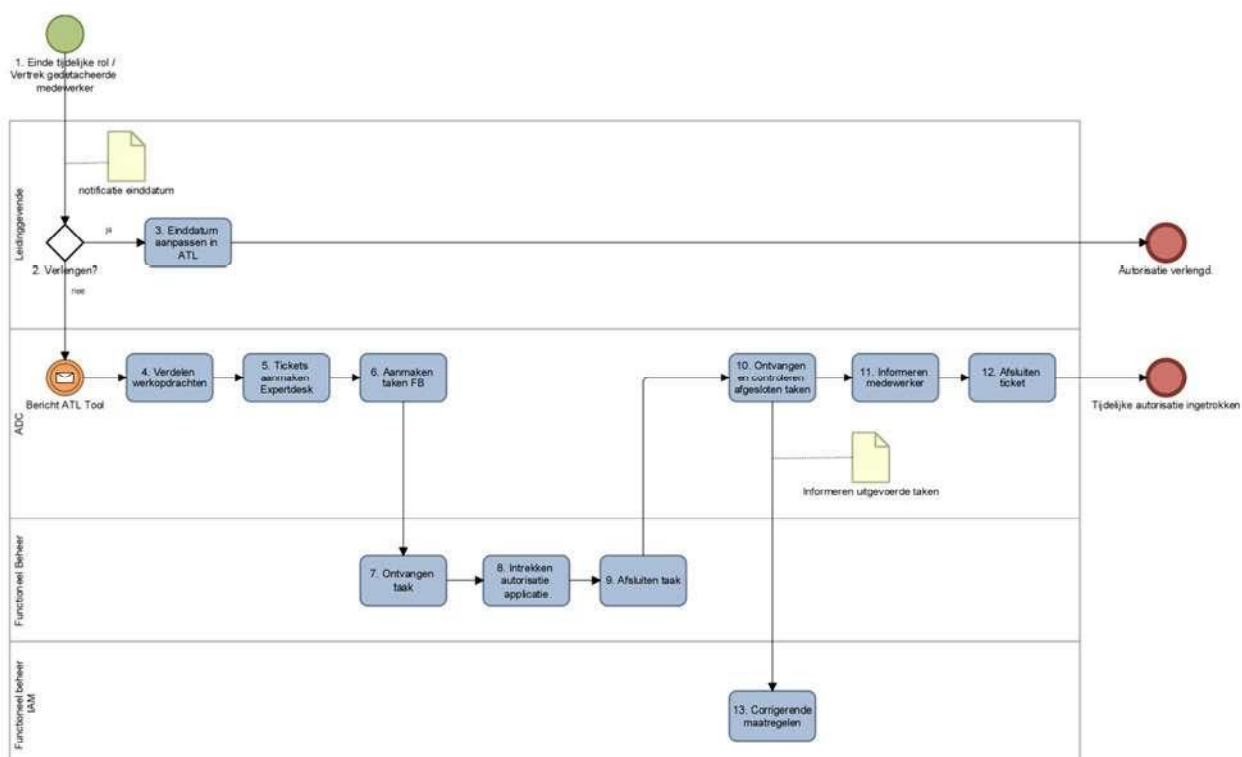 1. Einde tijdelijke rol /
Vertrek gedetacheerde
medewerker
Leidinggevende
notificatie einddatum
2. Verlengen?
ja
nee
3. Einddatum
aanpassen in
ATL
Autorisatie verlengd.
ADC
Bericht ATL Tool
4. Verdelen
werkopdrachten
5. Tickets
aanmaken
Expertdesk
6. Aanmaken
taken FB
10. Ontvangen
en controleren
afgesloten taken
11. Informeren
medewerker
12. Afsluiten
ticket
Tijdelijke autorisatie ingetrokken
Informeren uitgevoerde taken
Functioneel Beheer
7. Ontvangen
taak
8. Intrekken
autorisatie
applicatie.
9. Afsluiten taak
Functioneel beheer
IAM
13. Corrigerende
maatregelen